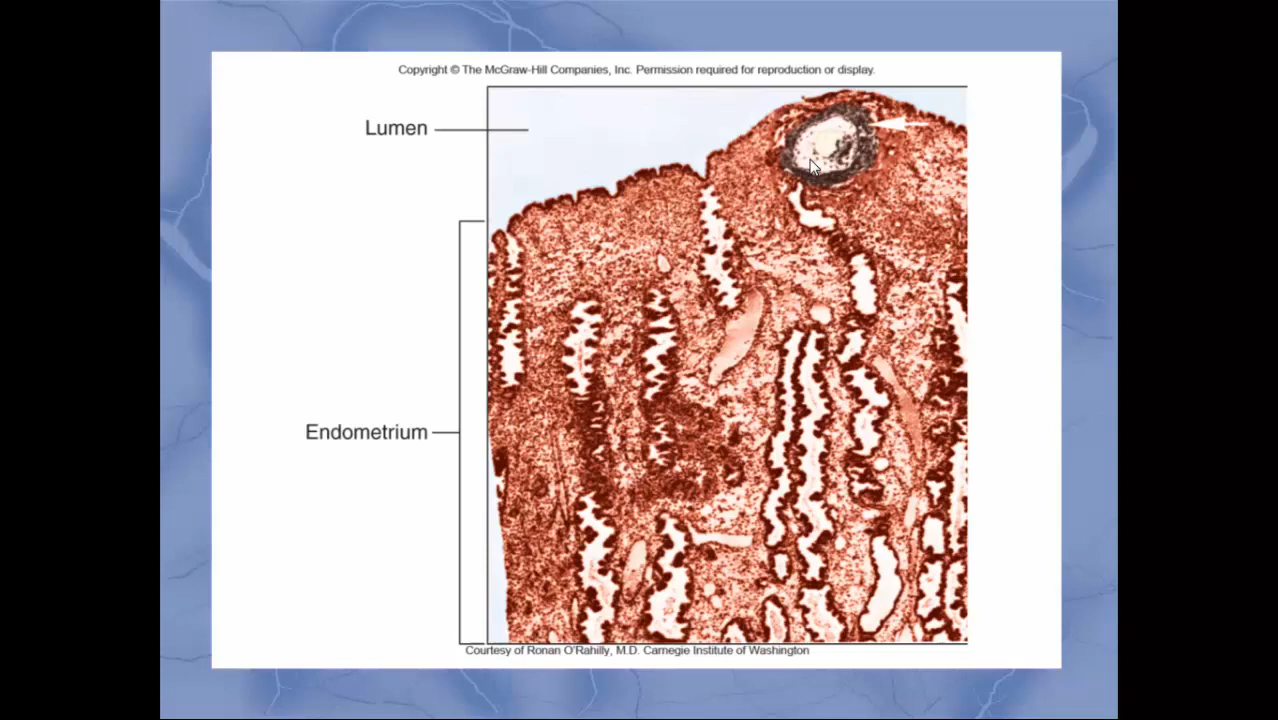 Copyright © The McGraw-Hill Companies, Inc. Permission required for reproduction or display.
Lumen
Endometrium
Courtesy of Ronan O'Rahilly, M.D. Carnegie Institute of Washington